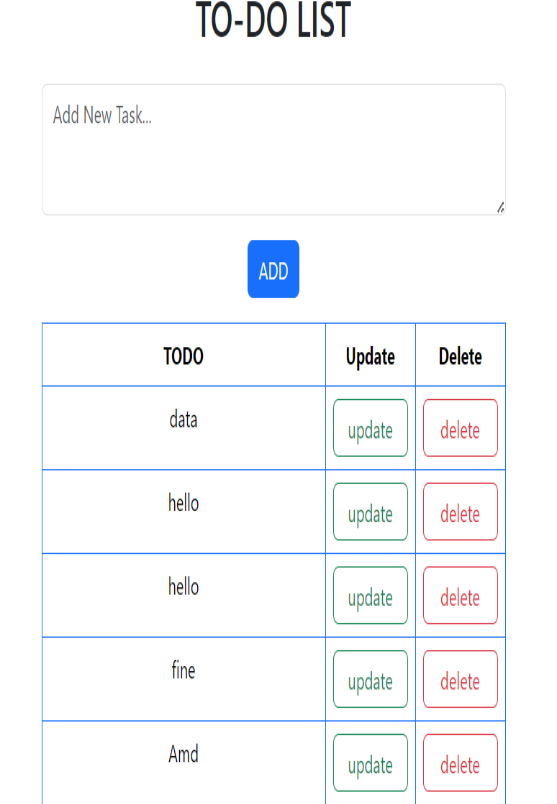 TO-DO LIST
Add New Task...
ADD
TODO Update Delete
data update delete
hello update delete
hello update delete
fine update delete
Amd update delete